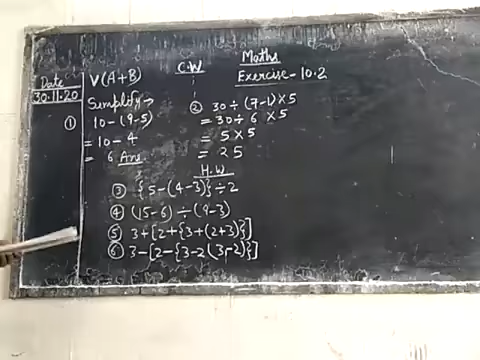 Date
30.11.20
V(A+B)
C.W
Maths
Exercise-10.2
Simplify →
① 10-(9-5)
= 10-4
= 6 Ans
② 30÷(7-1)×5
= 30÷6 ×5
= 5×5
= 25
H.W
③ {5-(4-3)}÷2
④ (15-6)÷(9-3)
⑤ 3+[2+{3+(2+3)}]
⑥ 3-[2-{3-2(3-2)}]